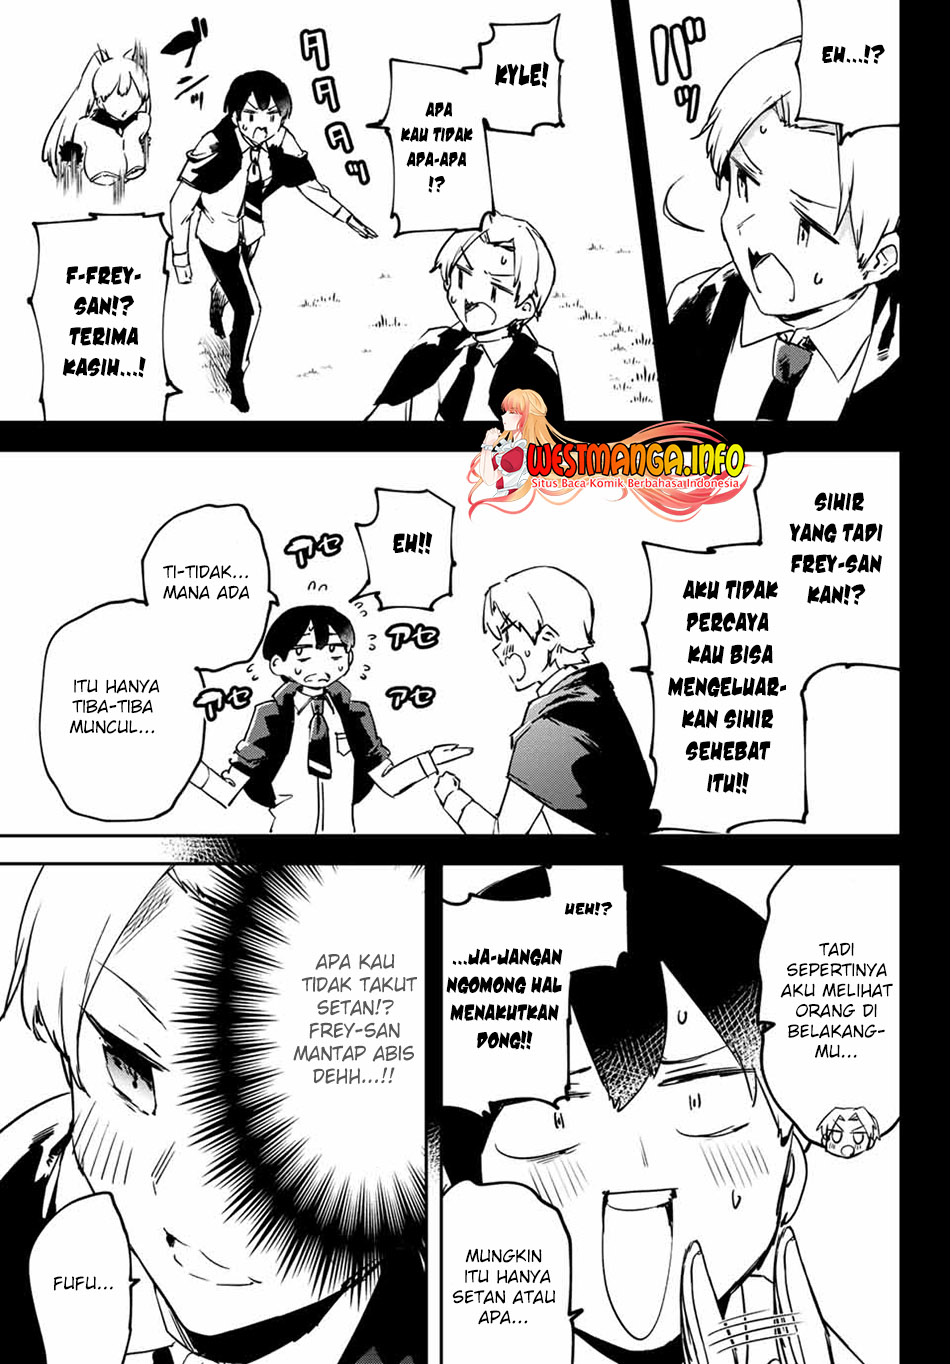 EH...!?
バッ
KYLE!
APA
KAU TIDAK
APA-APA
!?
タタタタッ
F-FREY-
SAN!?
TERIMA
KASIH...!
WESTMANGA.INFO
Situs Baca Komik Berbahasa Indonesia
SIHIR
YANG TADI
FREY-SAN
KAN!?
AKU TIDAK
PERCAYA
KAU BISA
MENGELUAR-
KAN SIHIR
SEHEBAT
ITU!!
EH!!
アセ
アセ
アセ
アセ
TI-TIDAK...
MANA ADA
ITU HANYA
TIBA-TIBA
MUNCUL...
TADI
SEPERTINYA
AKU MELIHAT
ORANG DI
BELAKANG-
MU...
HEH!?
...JA-JANGAN
NGOMONG HAL
MENAKUTKAN
DONG!!
MUNGKIN
ITU HANYA
SETAN ATAU
APA...
APA KAU
TIDAK TAKUT
SETAN!?
FREY-SAN
MANTAP ABIS
DEHH...!!
FUFU...